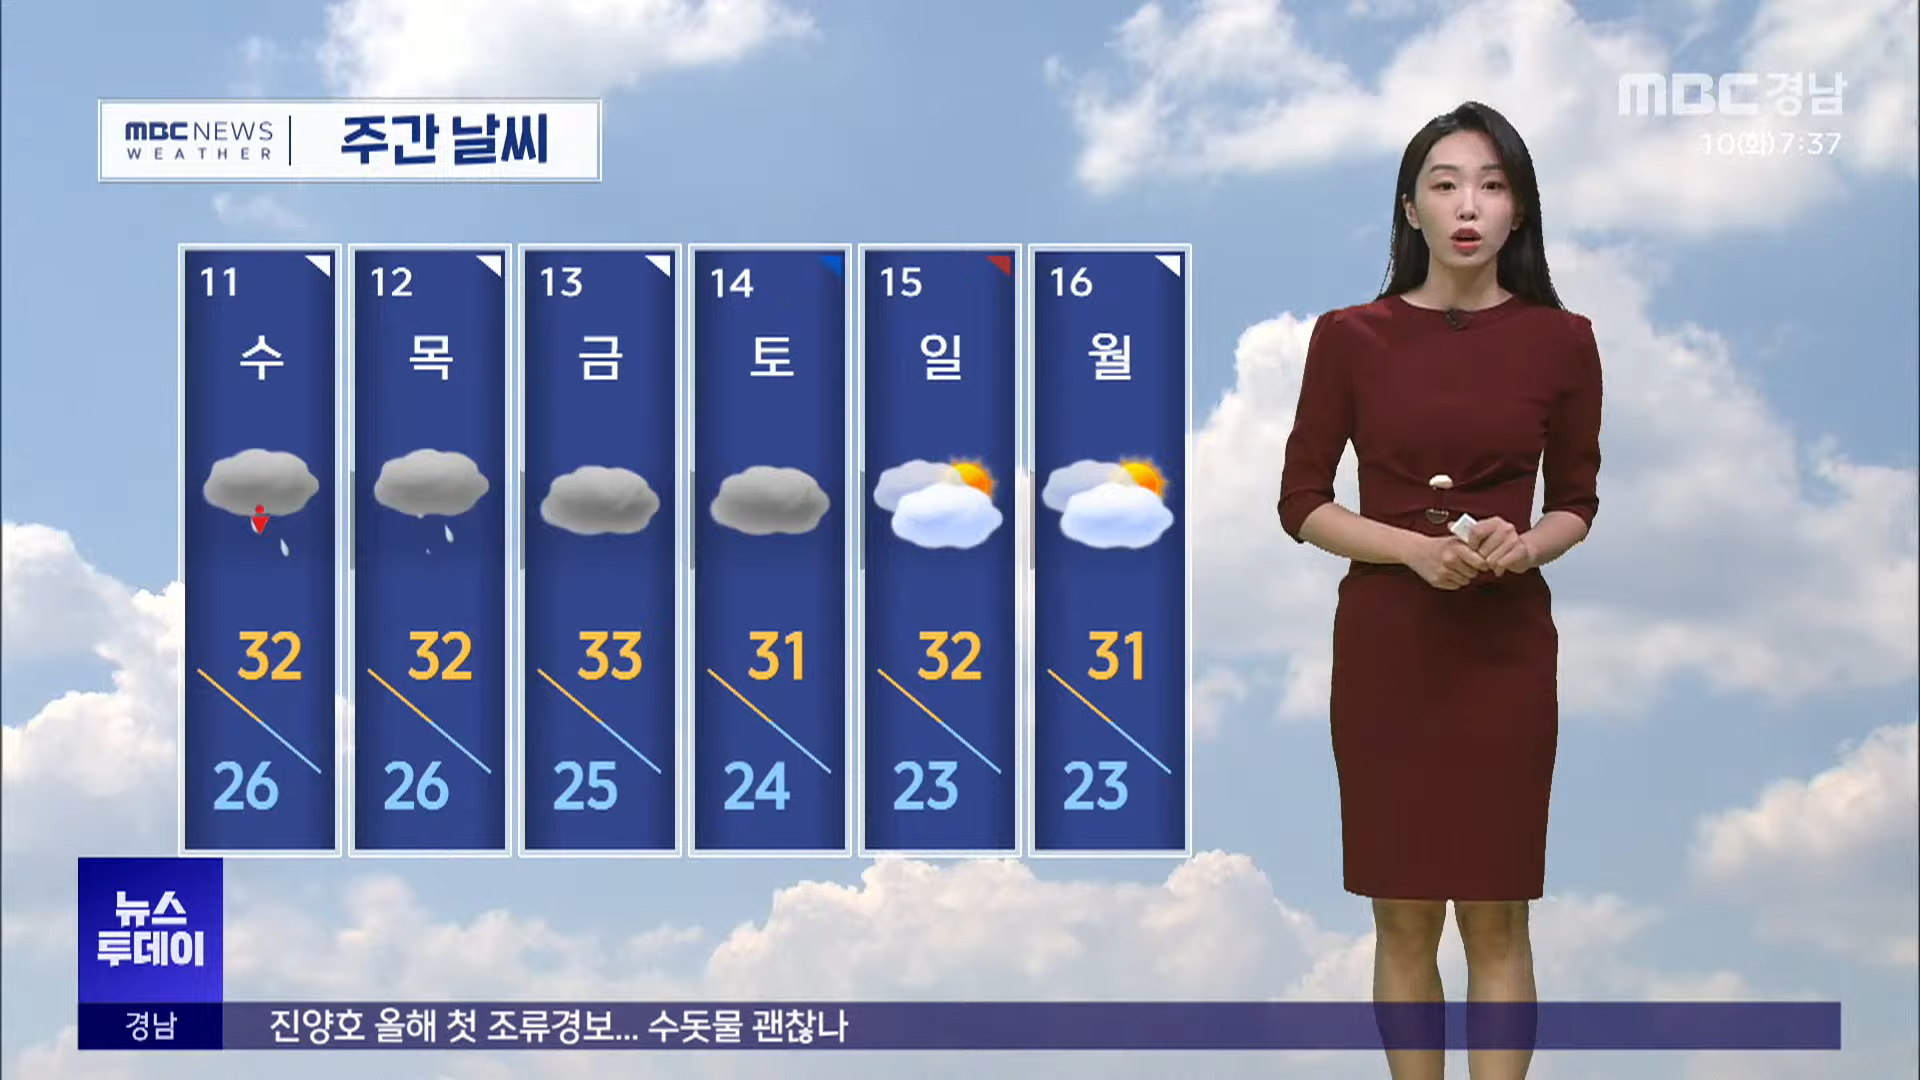 MBC NEWS
WEATHER
주간 날씨
MBC경남
10(화)7:37
11 12 13 14 15 16
수 목 금 토 일 월
32 32 33 31 32 31
26 26 25 24 23 23
뉴스
투데이
경남
진양호 올해 첫 조류경보... 수돗물 괜찮나